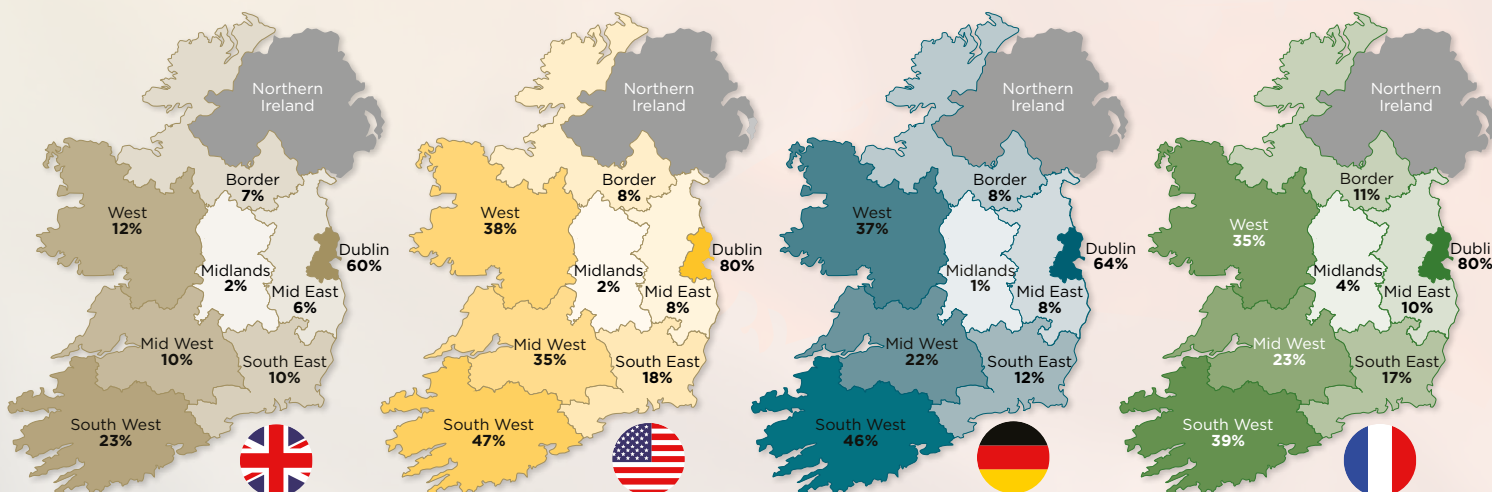 Northern
Ireland
Border
7%
West
12%
Dublin
60%
Midlands
2%
Mid East
6%
Mid West
10%
South East
10%
South West
23%
Northern
Ireland
Border
8%
West
38%
Dublin
80%
Midlands
2%
Mid East
8%
Mid West
35%
South East
18%
South West
47%
Northern
Ireland
Border
8%
West
37%
Dublin
64%
Midlands
1%
Mid East
8%
Mid West
22%
South East
12%
South West
46%
Northern
Ireland
Border
11%
West
35%
Dubli
80%
Midlands
4%
Mid East
10%
Mid West
23%
South East
17%
South West
39%